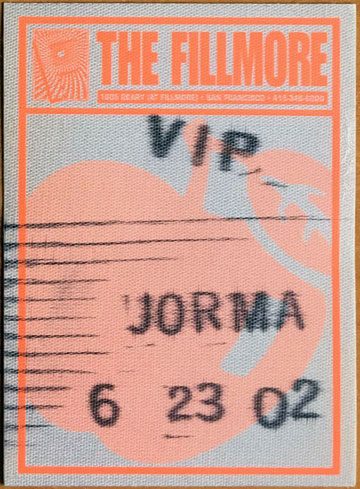 THE FILLMORE
1805 GEARY (AT FILLMORE) • SAN FRANCISCO • 415-346-6000
VIP
JORMA
6 23 02